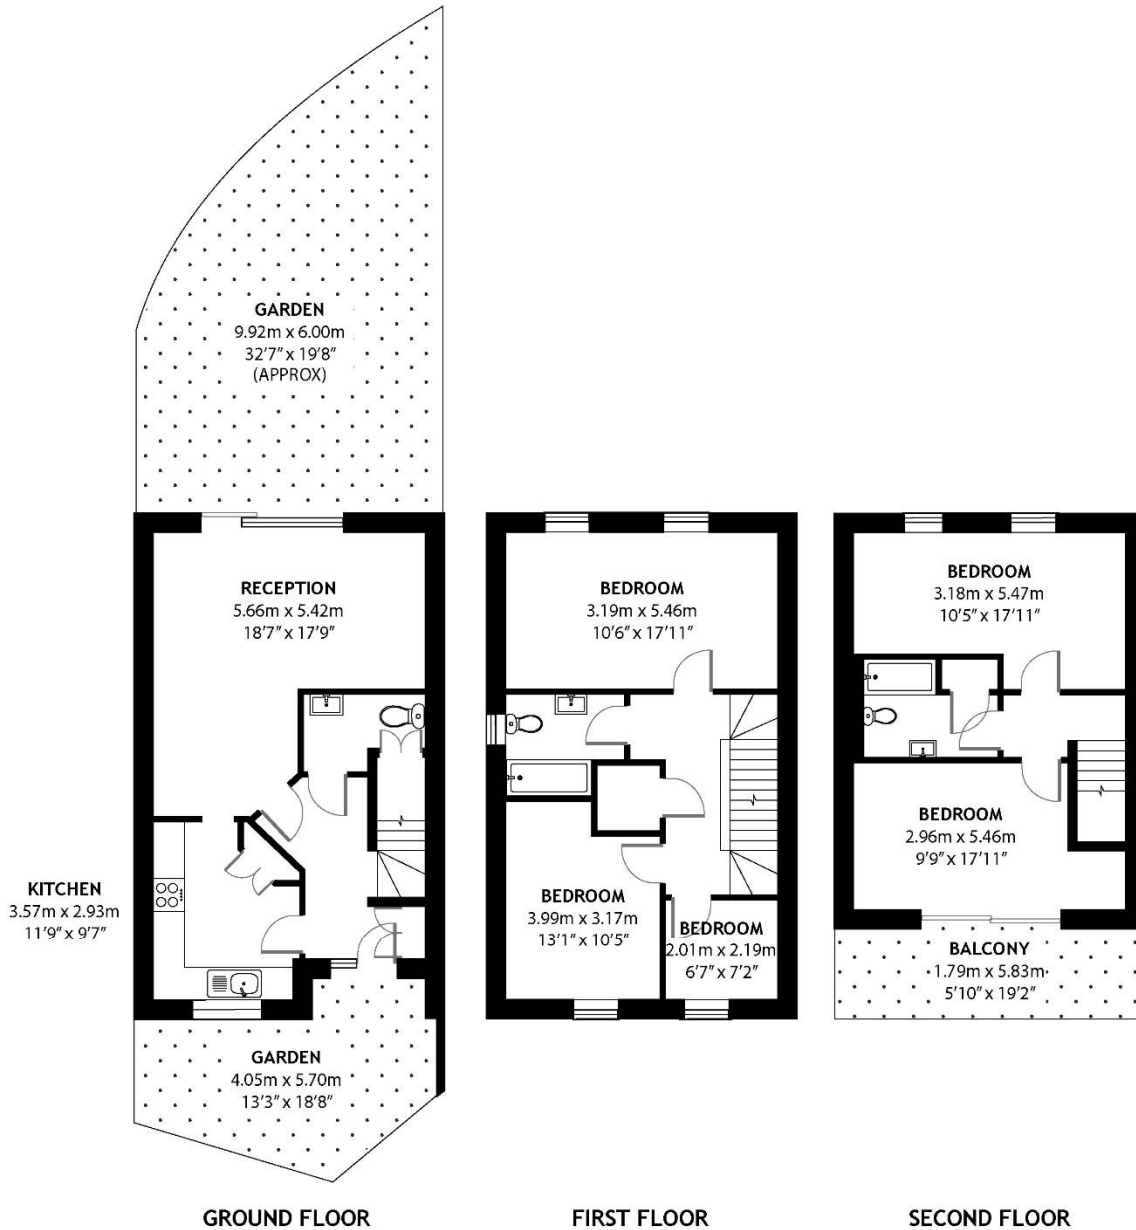 GARDEN
9.92m x 6.00m
32'7" x 19'8"
(APPROX)
RECEPTION
5.66m x 5.42m
18'7" x 17'9"
KITCHEN
3.57m x 2.93m
11'9" x 9'7"
GARDEN
4.05m x 5.70m
13'3" x 18'8"
GROUND FLOOR
BEDROOM
3.19m x 5.46m
10'6" x 17'11"
BEDROOM
3.99m x 3.17m
13'1" x 10'5"
BEDROOM
2.01m x 2.19m
6'7" x 7'2"
FIRST FLOOR
BEDROOM
3.18m x 5.47m
10'5" x 17'11"
BEDROOM
2.96m x 5.46m
9'9" x 17'11"
BALCONY
1.79m x 5.83m
5'10" x 19'2"
SECOND FLOOR